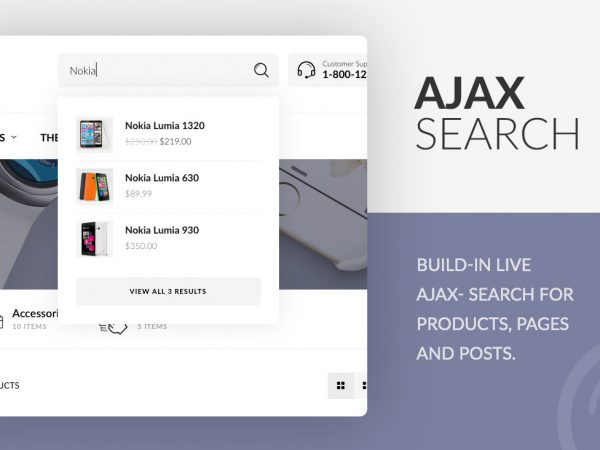 Nokia
Customer Sup
1-800-12
S
THE
Nokia Lumia 1320
$250.00 $219.00
Nokia Lumia 630
$89.99
Nokia Lumia 930
$350.00
VIEW ALL 3 RESULTS
Accessori
10 ITEMS
5 ITEMS
UCTS
AJAX
SEARCH
BUILD-IN LIVE
AJAX- SEARCH FOR
PRODUCTS, PAGES
AND POSTS.